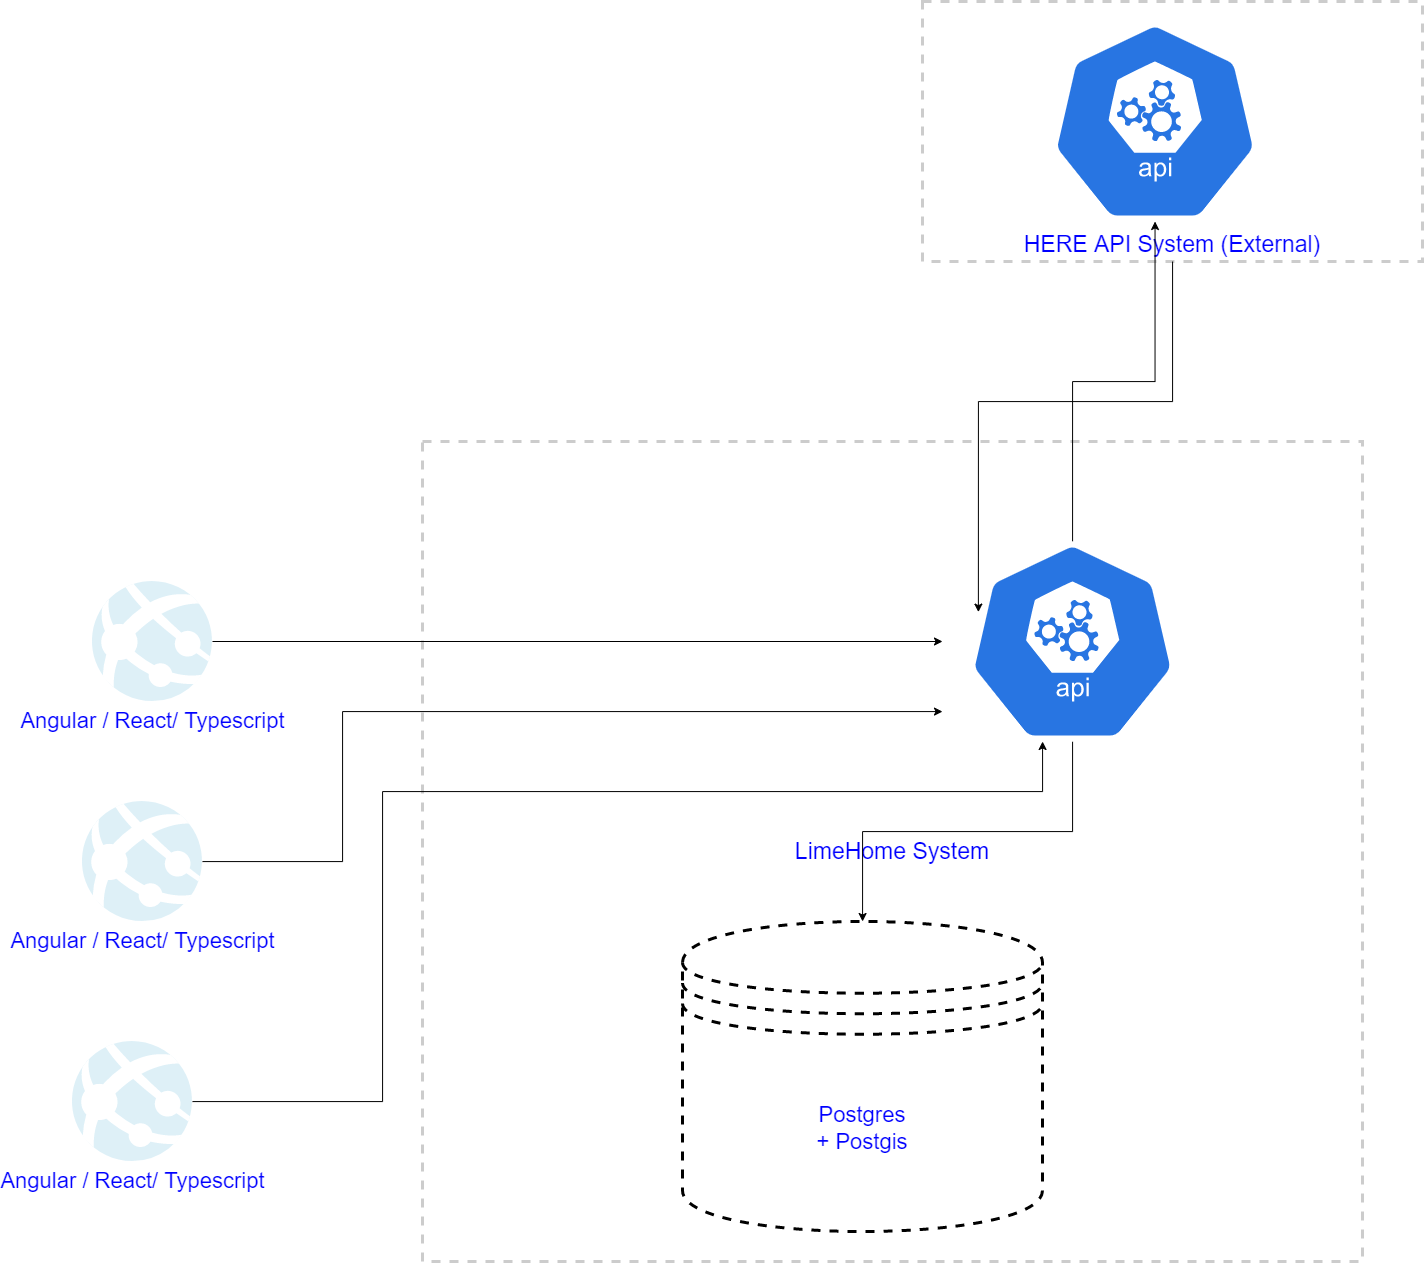 api
HERE API System (External)
api
Angular / React/ Typescript
LimeHome System
Angular / React/ Typescript
Postgres
+ Postgis
Angular / React/ Typescript